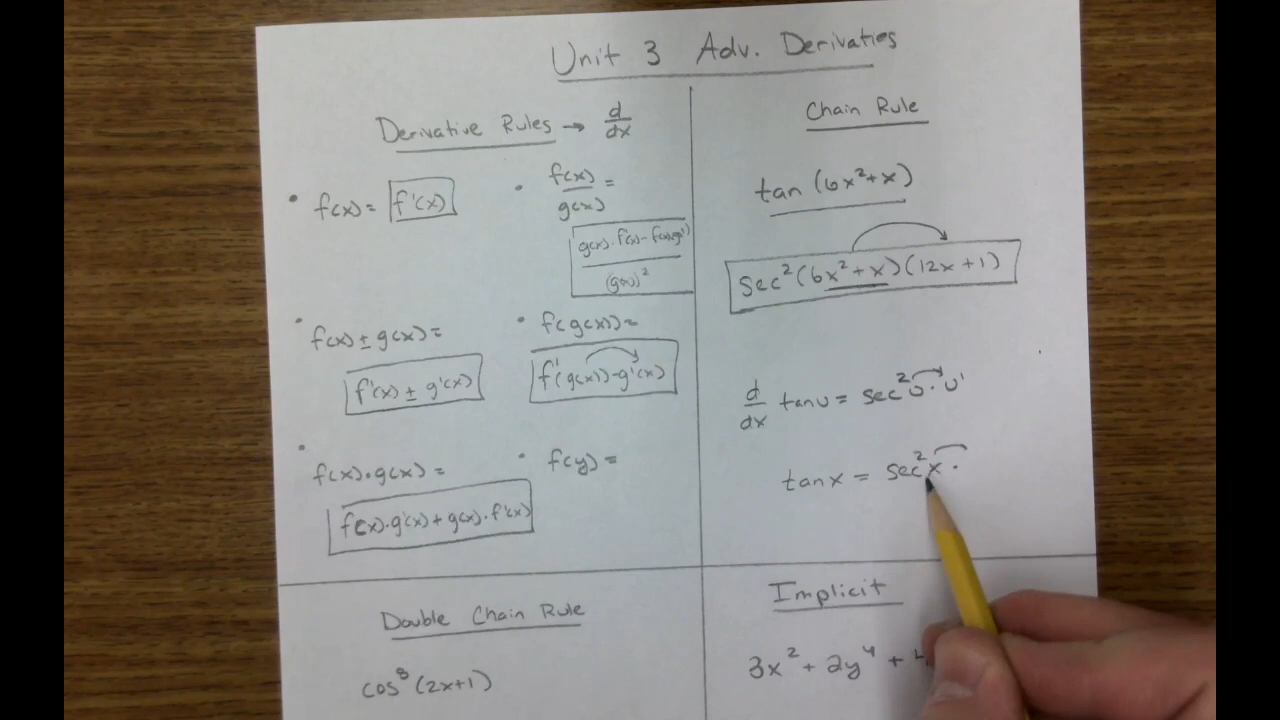 Unit 3 Adv. Derivaties
Derivative Rules → d/dx
• f(x) = f'(x)
• f(x)/g(x) =
g(x)·f'(x)-f(x)g'/(g(x))²
• f(x) ± g(x) =
f'(x) ± g'(x)
• f(g(x)) =
f'(g(x))·g'(x)
• f(x)·g(x) =
f(x)·g'(x)+g(x)·f'(x)
• f(y) =
Chain Rule
tan (6x²+x)
sec²(6x²+x)(12x+1)
d/dx tan u = sec² u · u'
tan x = sec² x ·
Double Chain Rule
cos⁸ (2x+1)
Implicit
3x² + 2y⁴ +